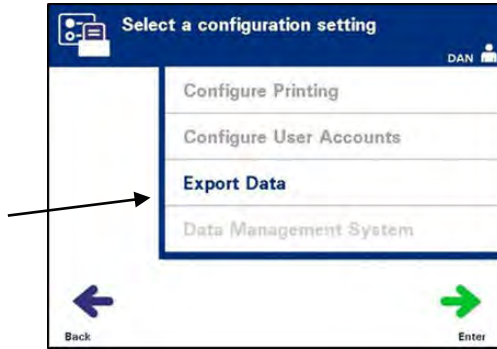 Select a configuration setting
DAN
Configure Printing
Configure User Accounts
Export Data
Data Management System
Back
Enter